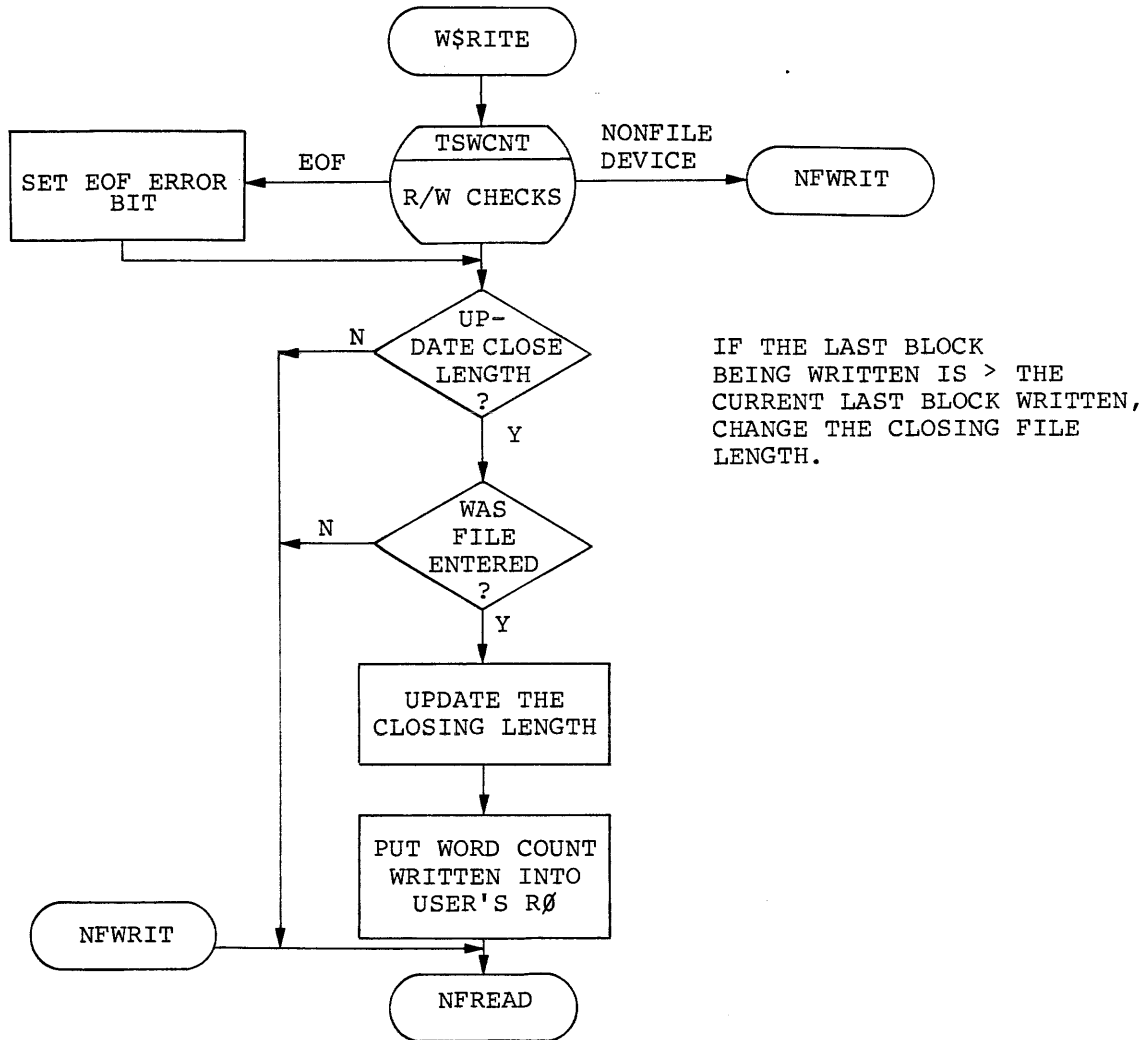 W$RITE
TSWCNT
R/W CHECKS
NONFILE
DEVICE
NFWRIT
EOF
SET EOF ERROR
BIT
UP-
DATE CLOSE
LENGTH
?
N
Y
IF THE LAST BLOCK
BEING WRITTEN IS > THE
CURRENT LAST BLOCK WRITTEN,
CHANGE THE CLOSING FILE
LENGTH.
WAS
FILE
ENTERED
?
N
Y
UPDATE THE
CLOSING LENGTH
PUT WORD COUNT
WRITTEN INTO
USER'S RØ
NFWRIT
NFREAD